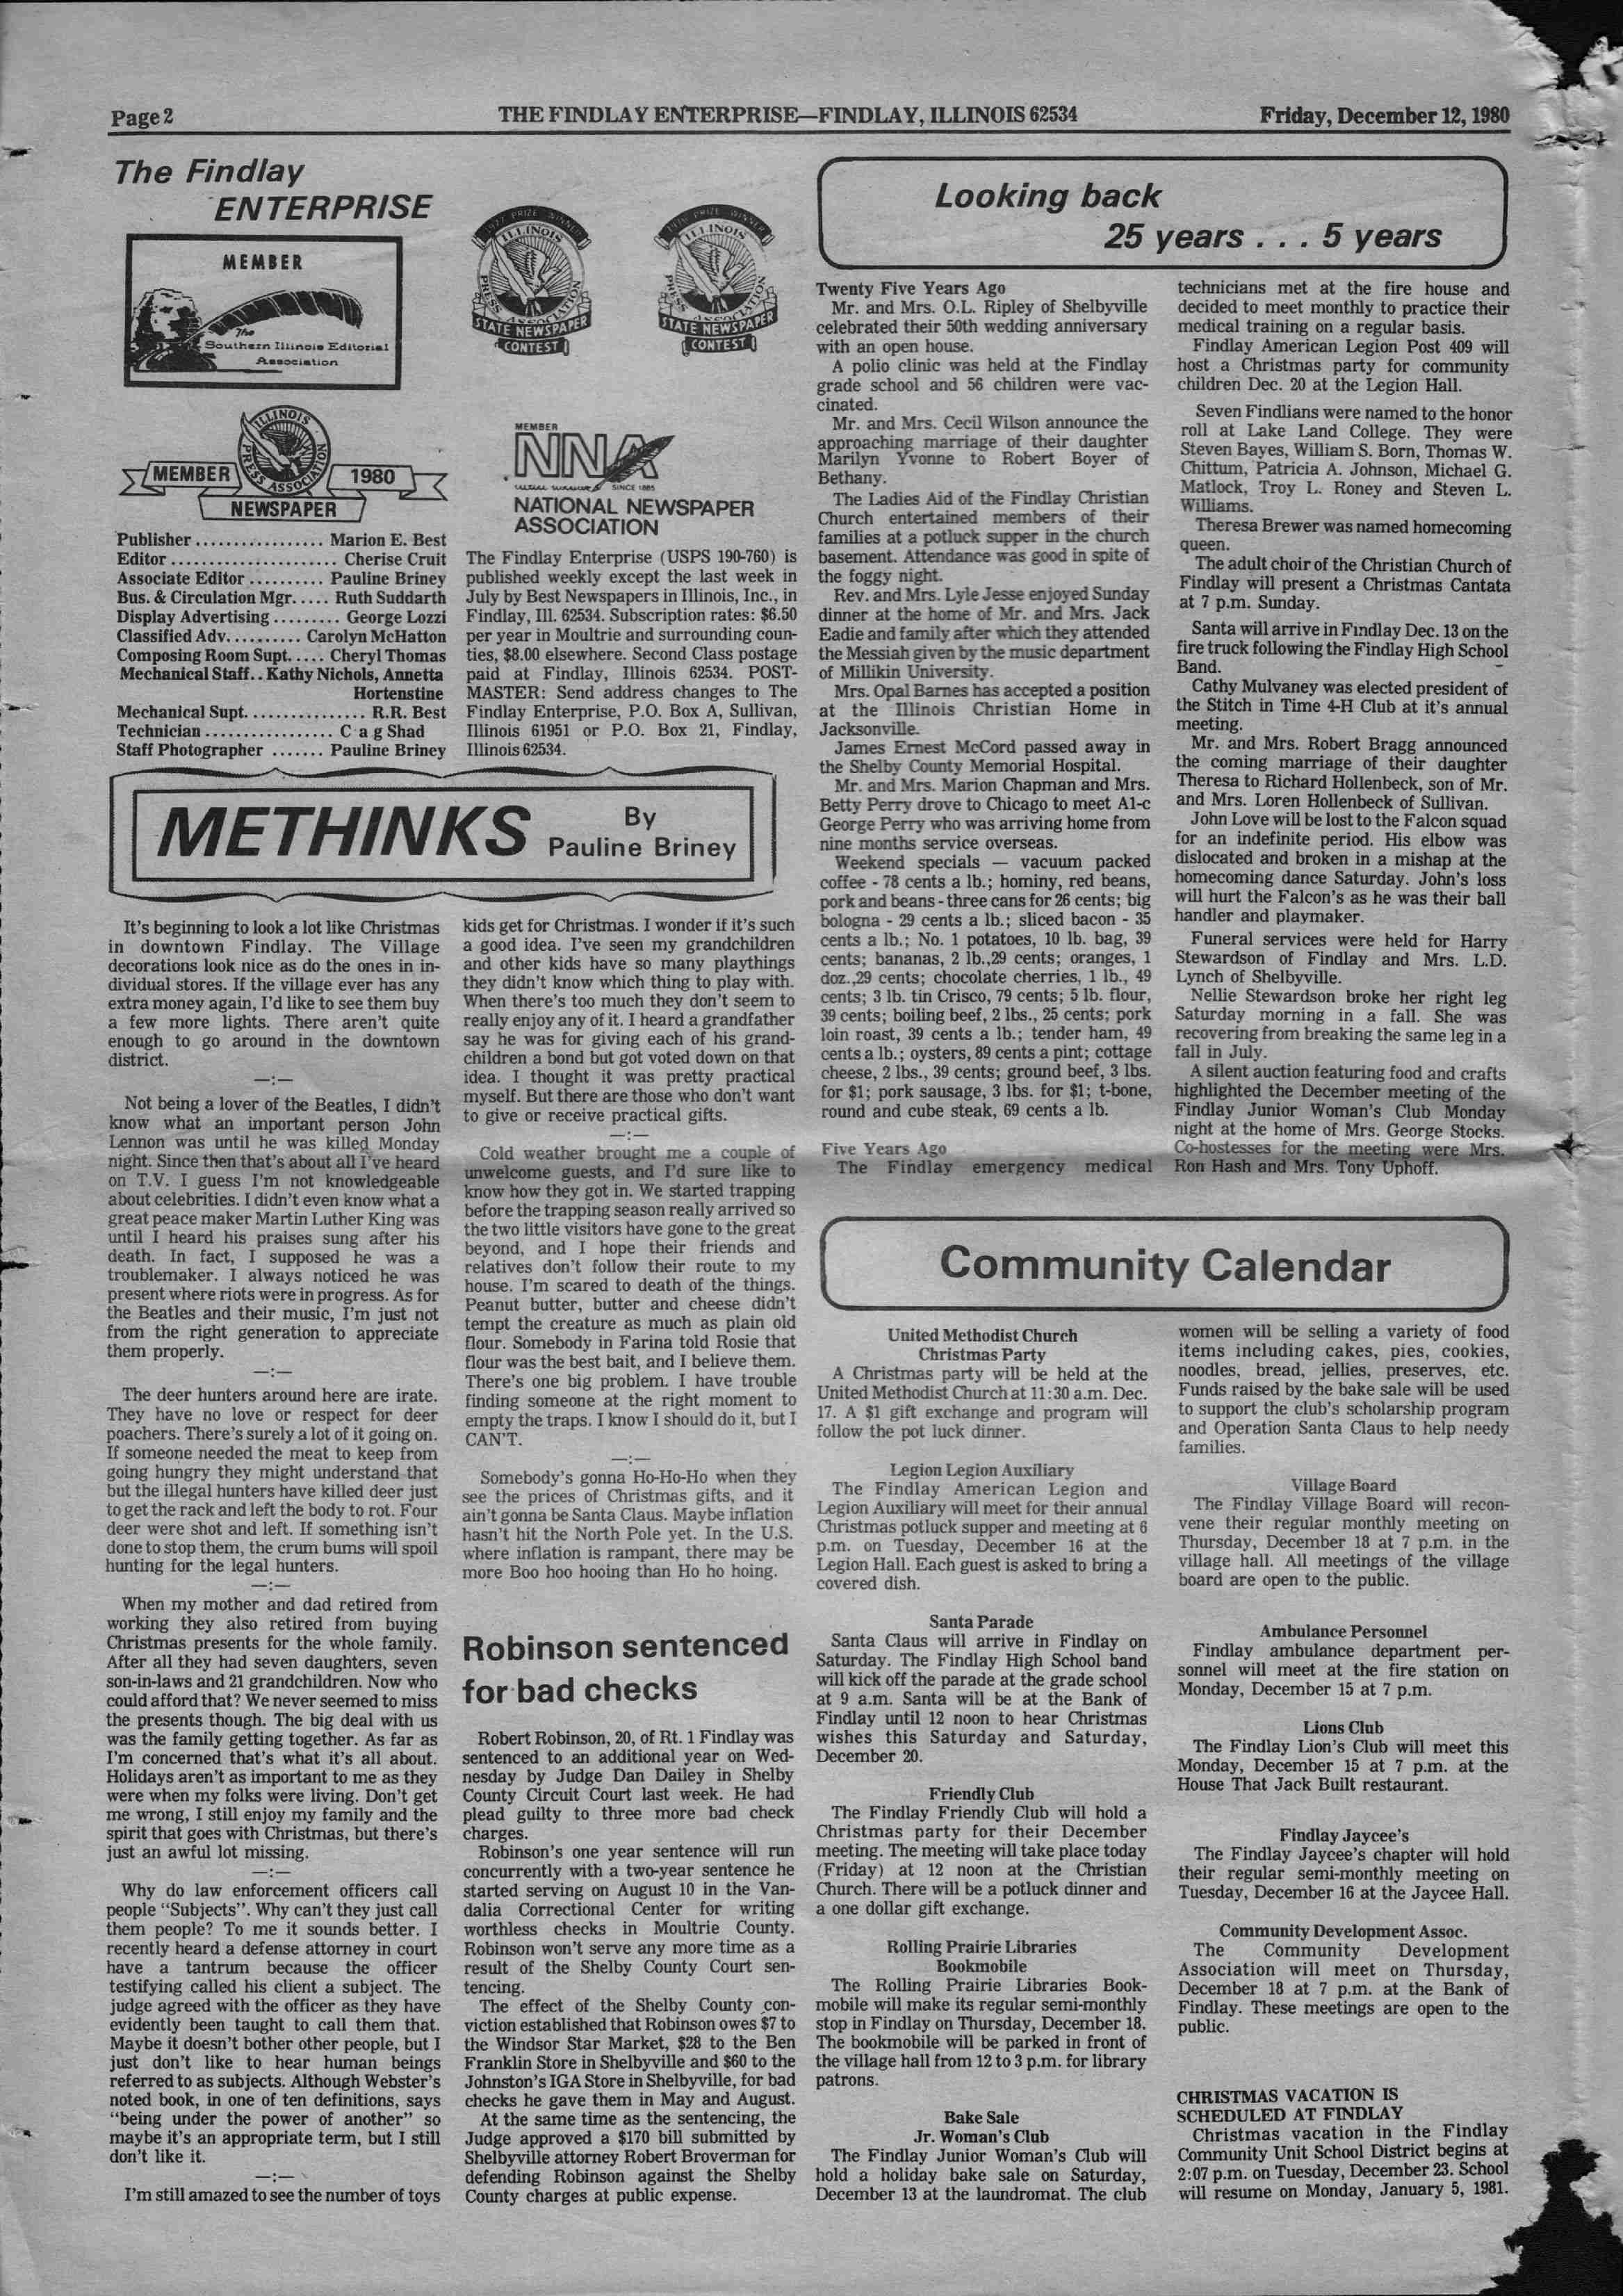 Page 2
THE FINDLAY ENTERPRISE—FINDLAY, ILLINOIS 62534
Friday, December 12, 1980
The Findlay
ENTERPRISE
MEMBER
The
Southern Illinois Editorial
Association
PRIZE WINNER
ILLINOIS
PRESS ASSOCIATION
STATE NEWSPAPER
CONTEST
PRIZE WINNER
ILLINOIS
PRESS ASSOCIATION
STATE NEWSPAPER
CONTEST
ILLINOIS
PRESS ASSOCIATION
MEMBER
1980
NEWSPAPER
MEMBER
NNA
SINCE 1885
NATIONAL NEWSPAPER
ASSOCIATION
Publisher ................ Marion E. Best
Editor ...................... Cherise Cruit
Associate Editor .......... Pauline Briney
Bus. & Circulation Mgr. .... Ruth Suddarth
Display Advertising ......... George Lozzi
Classified Adv. ......... Carolyn McHatton
Composing Room Supt. .... Cheryl Thomas
Mechanical Staff. . Kathy Nichols, Annetta
Hortenstine
Mechanical Supt. ............... R.R. Best
Technician ................. C a g Shad
Staff Photographer ....... Pauline Briney
The Findlay Enterprise (USPS 190-760) is
published weekly except the last week in
July by Best Newspapers in Illinois, Inc., in
Findlay, Ill. 62534. Subscription rates: $6.50
per year in Moultrie and surrounding coun-
ties, $8.00 elsewhere. Second Class postage
paid at Findlay, Illinois 62534. POST-
MASTER: Send address changes to The
Findlay Enterprise, P.O. Box A, Sullivan,
Illinois 61951 or P.O. Box 21, Findlay,
Illinois 62534.
METHINKS
By
Pauline Briney
It's beginning to look a lot like Christmas
in downtown Findlay. The Village
decorations look nice as do the ones in in-
dividual stores. If the village ever has any
extra money again, I'd like to see them buy
a few more lights. There aren't quite
enough to go around in the downtown
district.
—:—
Not being a lover of the Beatles, I didn't
know what an important person John
Lennon was until he was killed Monday
night. Since then that's about all I've heard
on T.V. I guess I'm not knowledgeable
about celebrities. I didn't even know what a
great peace maker Martin Luther King was
until I heard his praises sung after his
death. In fact, I supposed he was a
troublemaker. I always noticed he was
present where riots were in progress. As for
the Beatles and their music, I'm just not
from the right generation to appreciate
them properly.
—:—
The deer hunters around here are irate.
They have no love or respect for deer
poachers. There's surely a lot of it going on.
If someone needed the meat to keep from
going hungry they might understand that
but the illegal hunters have killed deer just
to get the rack and left the body to rot. Four
deer were shot and left. If something isn't
done to stop them, the crum bums will spoil
hunting for the legal hunters.
—:—
When my mother and dad retired from
working they also retired from buying
Christmas presents for the whole family.
After all they had seven daughters, seven
son-in-laws and 21 grandchildren. Now who
could afford that? We never seemed to miss
the presents though. The big deal with us
was the family getting together. As far as
I'm concerned that's what it's all about.
Holidays aren't as important to me as they
were when my folks were living. Don't get
me wrong, I still enjoy my family and the
spirit that goes with Christmas, but there's
just an awful lot missing.
—:—
Why do law enforcement officers call
people "Subjects". Why can't they just call
them people? To me it sounds better. I
recently heard a defense attorney in court
have a tantrum because the officer
testifying called his client a subject. The
judge agreed with the officer as they have
evidently been taught to call them that.
Maybe it doesn't bother other people, but I
just don't like to hear human beings
referred to as subjects. Although Webster's
noted book, in one of ten definitions, says
"being under the power of another" so
maybe it's an appropriate term, but I still
don't like it.
—:—
I'm still amazed to see the number of toys
kids get for Christmas. I wonder if it's such
a good idea. I've seen my grandchildren
and other kids have so many playthings
they didn't know which thing to play with.
When there's too much they don't seem to
really enjoy any of it. I heard a grandfather
say he was for giving each of his grand-
children a bond but got voted down on that
idea. I thought it was pretty practical
myself. But there are those who don't want
to give or receive practical gifts.
—:—
Cold weather brought me a couple of
unwelcome guests, and I'd sure like to
know how they got in. We started trapping
before the trapping season really arrived so
the two little visitors have gone to the great
beyond, and I hope their friends and
relatives don't follow their route to my
house. I'm scared to death of the things.
Peanut butter, butter and cheese didn't
tempt the creature as much as plain old
flour. Somebody in Farina told Rosie that
flour was the best bait, and I believe them.
There's one big problem. I have trouble
finding someone at the right moment to
empty the traps. I know I should do it, but I
CAN'T.
—:—
Somebody's gonna Ho-Ho-Ho when they
see the prices of Christmas gifts, and it
ain't gonna be Santa Claus. Maybe inflation
hasn't hit the North Pole yet. In the U.S.
where inflation is rampant, there may be
more Boo hoo hooing than Ho ho hoing.
Robinson sentenced
for bad checks
Robert Robinson, 20, of Rt. 1 Findlay was
sentenced to an additional year on Wed-
nesday by Judge Dan Dailey in Shelby
County Circuit Court last week. He had
plead guilty to three more bad check
charges.
Robinson's one year sentence will run
concurrently with a two-year sentence he
started serving on August 10 in the Van-
dalia Correctional Center for writing
worthless checks in Moultrie County.
Robinson won't serve any more time as a
result of the Shelby County Court sen-
tencing.
The effect of the Shelby County con-
viction established that Robinson owes $7 to
the Windsor Star Market, $28 to the Ben
Franklin Store in Shelbyville and $60 to the
Johnston's IGA Store in Shelbyville, for bad
checks he gave them in May and August.
At the same time as the sentencing, the
Judge approved a $170 bill submitted by
Shelbyville attorney Robert Broverman for
defending Robinson against the Shelby
County charges at public expense.
Looking back
25 years . . . 5 years
Twenty Five Years Ago
Mr. and Mrs. O.L. Ripley of Shelbyville
celebrated their 50th wedding anniversary
with an open house.
A polio clinic was held at the Findlay
grade school and 56 children were vac-
cinated.
Mr. and Mrs. Cecil Wilson announce the
approaching marriage of their daughter
Marilyn Yvonne to Robert Boyer of
Bethany.
The Ladies Aid of the Findlay Christian
Church entertained members of their
families at a potluck supper in the church
basement. Attendance was good in spite of
the foggy night.
Rev. and Mrs. Lyle Jesse enjoyed Sunday
dinner at the home of Mr. and Mrs. Jack
Eadie and family after which they attended
the Messiah given by the music department
of Millikin University.
Mrs. Opal Barnes has accepted a position
at the Illinois Christian Home in
Jacksonville.
James Ernest McCord passed away in
the Shelby County Memorial Hospital.
Mr. and Mrs. Marion Chapman and Mrs.
Betty Perry drove to Chicago to meet A1-c
George Perry who was arriving home from
nine months service overseas.
Weekend specials — vacuum packed
coffee - 78 cents a lb.; hominy, red beans,
pork and beans - three cans for 26 cents; big
bologna - 29 cents a lb.; sliced bacon - 35
cents a lb.; No. 1 potatoes, 10 lb. bag, 39
cents; bananas, 2 lb.,29 cents; oranges, 1
doz.,29 cents; chocolate cherries, 1 lb., 49
cents; 3 lb. tin Crisco, 79 cents; 5 lb. flour,
39 cents; boiling beef, 2 lbs., 25 cents; pork
loin roast, 39 cents a lb.; tender ham, 49
cents a lb.; oysters, 89 cents a pint; cottage
cheese, 2 lbs., 39 cents; ground beef, 3 lbs.
for $1; pork sausage, 3 lbs. for $1; t-bone,
round and cube steak, 69 cents a lb.
Five Years Ago
The Findlay emergency medical
technicians met at the fire house and
decided to meet monthly to practice their
medical training on a regular basis.
Findlay American Legion Post 409 will
host a Christmas party for community
children Dec. 20 at the Legion Hall.
Seven Findlians were named to the honor
roll at Lake Land College. They were
Steven Bayes, William S. Born, Thomas W.
Chittum, Patricia A. Johnson, Michael G.
Matlock, Troy L. Roney and Steven L.
Williams.
Theresa Brewer was named homecoming
queen.
The adult choir of the Christian Church of
Findlay will present a Christmas Cantata
at 7 p.m. Sunday.
Santa will arrive in Findlay Dec. 13 on the
fire truck following the Findlay High School
Band.
Cathy Mulvaney was elected president of
the Stitch in Time 4-H Club at it's annual
meeting.
Mr. and Mrs. Robert Bragg announced
the coming marriage of their daughter
Theresa to Richard Hollenbeck, son of Mr.
and Mrs. Loren Hollenbeck of Sullivan.
John Love will be lost to the Falcon squad
for an indefinite period. His elbow was
dislocated and broken in a mishap at the
homecoming dance Saturday. John's loss
will hurt the Falcon's as he was their ball
handler and playmaker.
Funeral services were held for Harry
Stewardson of Findlay and Mrs. L.D.
Lynch of Shelbyville.
Nellie Stewardson broke her right leg
Saturday morning in a fall. She was
recovering from breaking the same leg in a
fall in July.
A silent auction featuring food and crafts
highlighted the December meeting of the
Findlay Junior Woman's Club Monday
night at the home of Mrs. George Stocks.
Co-hostesses for the meeting were Mrs.
Ron Hash and Mrs. Tony Uphoff.
Community Calendar
United Methodist Church
Christmas Party
A Christmas party will be held at the
United Methodist Church at 11:30 a.m. Dec.
17. A $1 gift exchange and program will
follow the pot luck dinner.
Legion Legion Auxiliary
The Findlay American Legion and
Legion Auxiliary will meet for their annual
Christmas potluck supper and meeting at 6
p.m. on Tuesday, December 16 at the
Legion Hall. Each guest is asked to bring a
covered dish.
Santa Parade
Santa Claus will arrive in Findlay on
Saturday. The Findlay High School band
will kick off the parade at the grade school
at 9 a.m. Santa will be at the Bank of
Findlay until 12 noon to hear Christmas
wishes this Saturday and Saturday,
December 20.
Friendly Club
The Findlay Friendly Club will hold a
Christmas party for their December
meeting. The meeting will take place today
(Friday) at 12 noon at the Christian
Church. There will be a potluck dinner and
a one dollar gift exchange.
Rolling Prairie Libraries
Bookmobile
The Rolling Prairie Libraries Book-
mobile will make its regular semi-monthly
stop in Findlay on Thursday, December 18.
The bookmobile will be parked in front of
the village hall from 12 to 3 p.m. for library
patrons.
Bake Sale
Jr. Woman's Club
The Findlay Junior Woman's Club will
hold a holiday bake sale on Saturday,
December 13 at the laundromat. The club
women will be selling a variety of food
items including cakes, pies, cookies,
noodles, bread, jellies, preserves, etc.
Funds raised by the bake sale will be used
to support the club's scholarship program
and Operation Santa Claus to help needy
families.
Village Board
The Findlay Village Board will recon-
vene their regular monthly meeting on
Thursday, December 18 at 7 p.m. in the
village hall. All meetings of the village
board are open to the public.
Ambulance Personnel
Findlay ambulance department per-
sonnel will meet at the fire station on
Monday, December 15 at 7 p.m.
Lions Club
The Findlay Lion's Club will meet this
Monday, December 15 at 7 p.m. at the
House That Jack Built restaurant.
Findlay Jaycee's
The Findlay Jaycee's chapter will hold
their regular semi-monthly meeting on
Tuesday, December 16 at the Jaycee Hall.
Community Development Assoc.
The Community Development
Association will meet on Thursday,
December 18 at 7 p.m. at the Bank of
Findlay. These meetings are open to the
public.
CHRISTMAS VACATION IS
SCHEDULED AT FINDLAY
Christmas vacation in the Findlay
Community Unit School District begins at
2:07 p.m. on Tuesday, December 23. School
will resume on Monday, January 5, 1981.